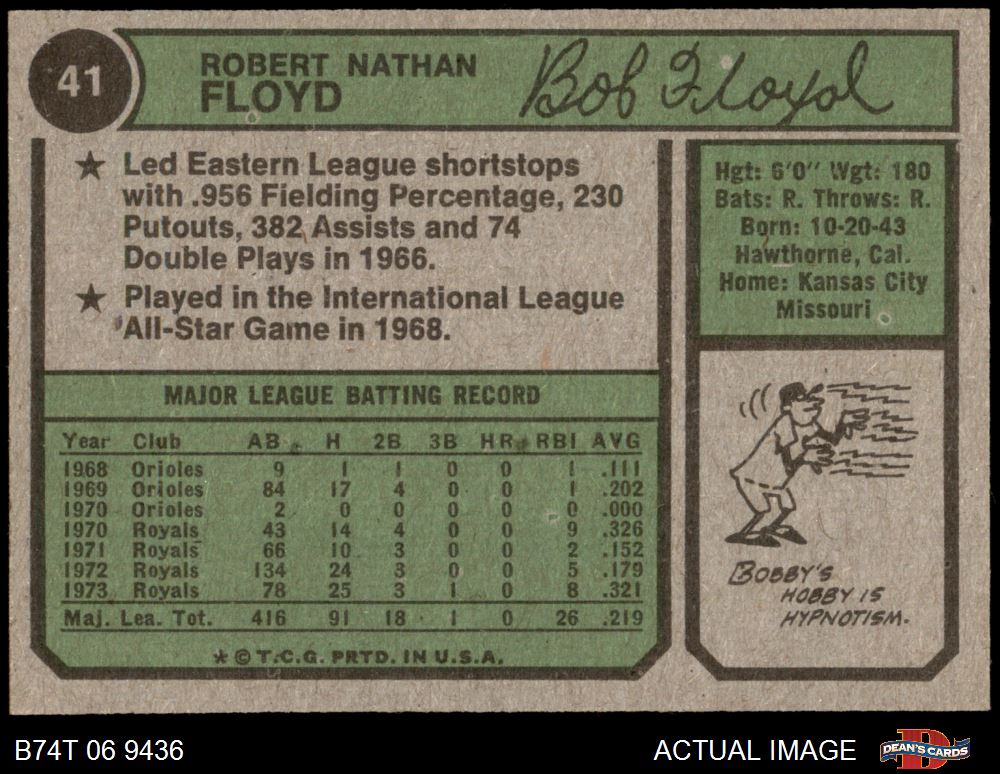 41
ROBERT NATHAN
FLOYD
Bob Floyd
★ Led Eastern League shortstops
with .956 Fielding Percentage, 230
Putouts, 382 Assists and 74
Double Plays in 1966.
★ Played in the International League
All-Star Game in 1968.
Hgt: 6'0" Wgt: 180
Bats: R. Throws: R.
Born: 10-20-43
Hawthorne, Cal.
Home: Kansas City
Missouri
MAJOR LEAGUE BATTING RECORD
Year Club AB H 2B 3B HR RBI AVG
1968 Orioles 9 1 1 0 0 1 .111
1969 Orioles 84 17 4 0 0 1 .202
1970 Orioles 2 0 0 0 0 0 .000
1970 Royals 43 14 4 0 0 9 .326
1971 Royals 66 10 3 0 0 2 .152
1972 Royals 134 24 3 0 0 5 .179
1973 Royals 78 25 3 1 0 8 .321
Maj. Lea. Tot. 416 91 18 1 0 26 .219
★ © T.C.G. PRTD. IN U.S.A.
BOBBY'S
HOBBY IS
HYPNOTISM.
B74T 06 9436
ACTUAL IMAGE
DEAN'S CARDS